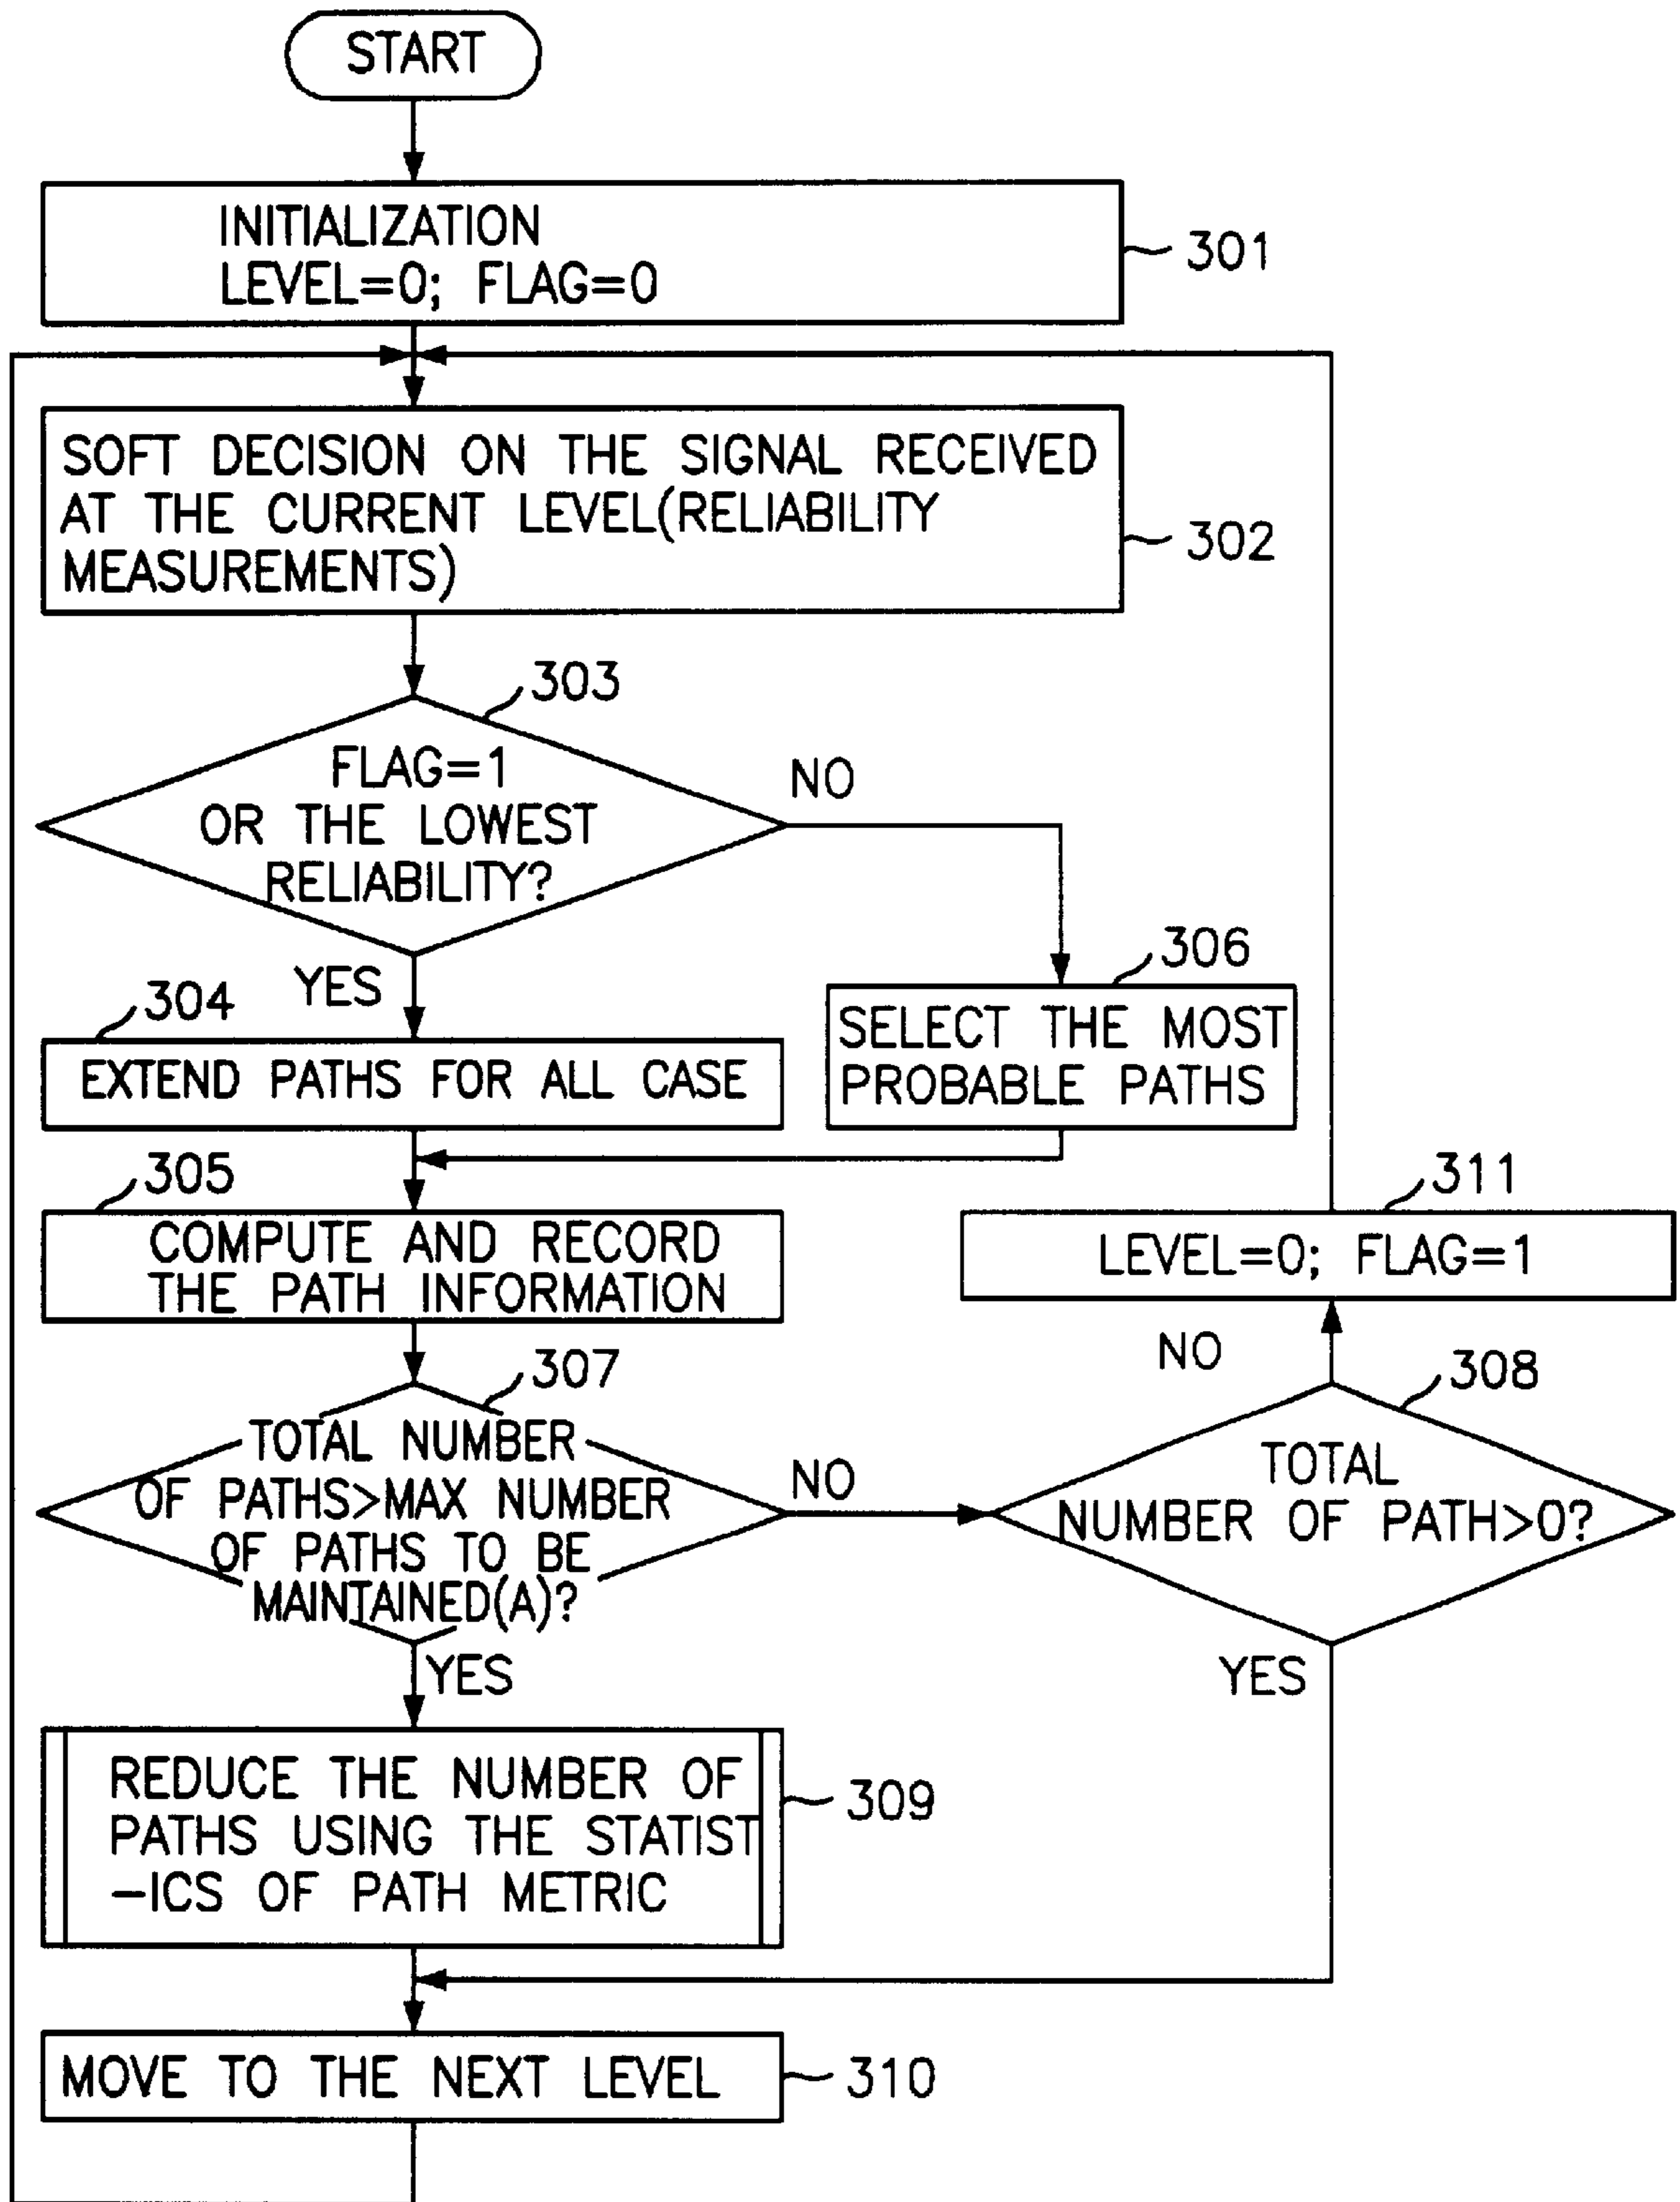 START
INITIALIZATION
LEVEL=0; FLAG=0
301
SOFT DECISION ON THE SIGNAL RECEIVED
AT THE CURRENT LEVEL(RELIABILITY
MEASUREMENTS)
302
303
FLAG=1
OR THE LOWEST
RELIABILITY?
NO
YES
304
EXTEND PATHS FOR ALL CASE
306
SELECT THE MOST
PROBABLE PATHS
305
COMPUTE AND RECORD
THE PATH INFORMATION
311
LEVEL=0; FLAG=1
NO
307
TOTAL NUMBER
OF PATHS>MAX NUMBER
OF PATHS TO BE
MAINTAINED(A)?
NO
308
TOTAL
NUMBER OF PATH>0?
YES
YES
REDUCE THE NUMBER OF
PATHS USING THE STATIST
-ICS OF PATH METRIC
309
MOVE TO THE NEXT LEVEL
310